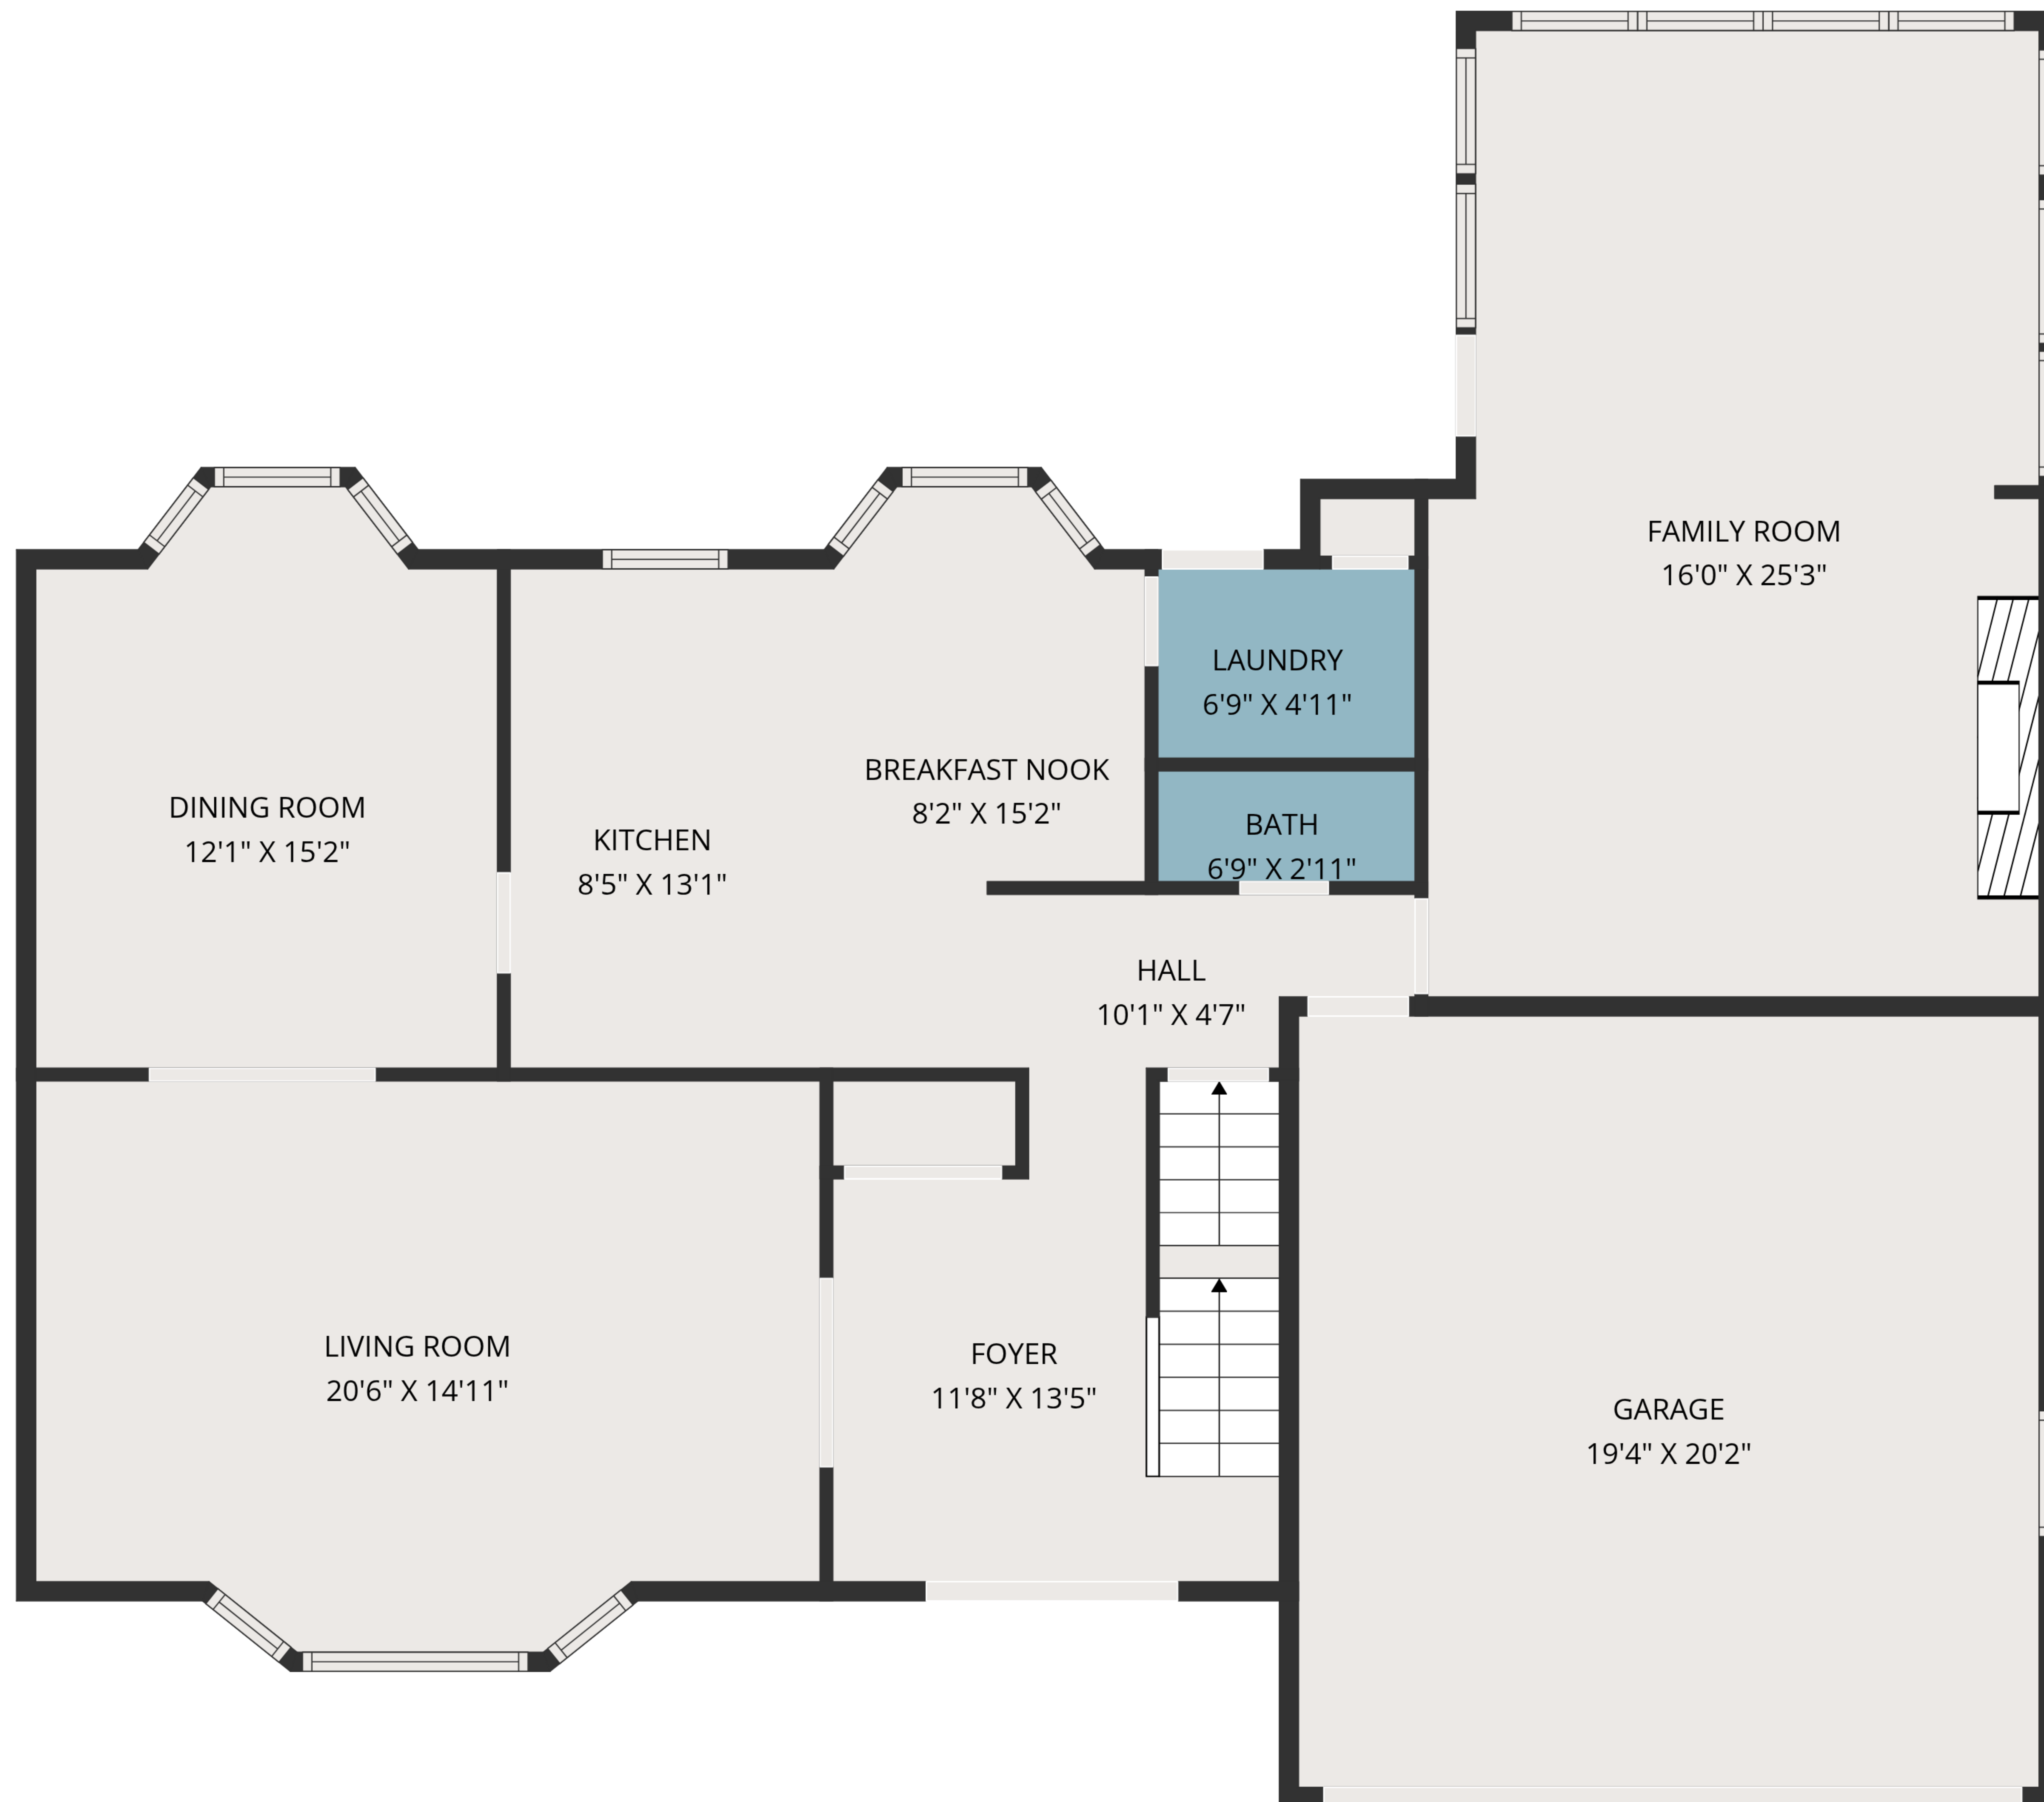 FAMILY ROOM
16'0" X 25'3"
LAUNDRY
6'9" X 4'11"
BREAKFAST NOOK
8'2" X 15'2"
DINING ROOM
12'1" X 15'2"
KITCHEN
8'5" X 13'1"
BATH
6'9" X 2'11"
HALL
10'1" X 4'7"
LIVING ROOM
20'6" X 14'11"
FOYER
11'8" X 13'5"
GARAGE
19'4" X 20'2"